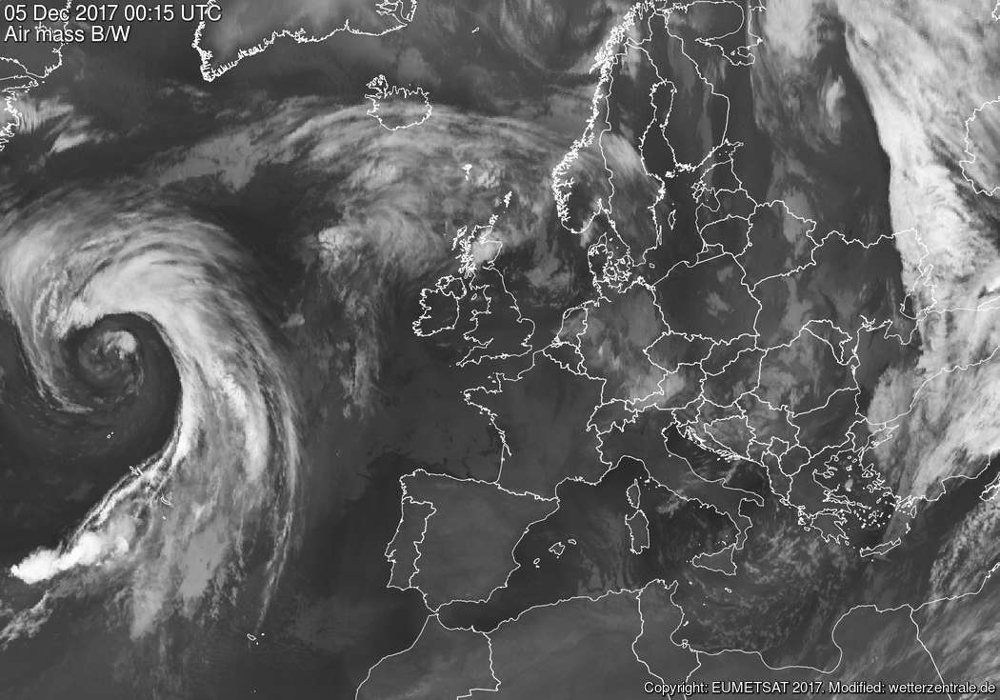 05 Dec 2017 00:15 UTC
Air mass B/W
Copyright: EUMETSAT 2017. Modified: wetterzentrale.de